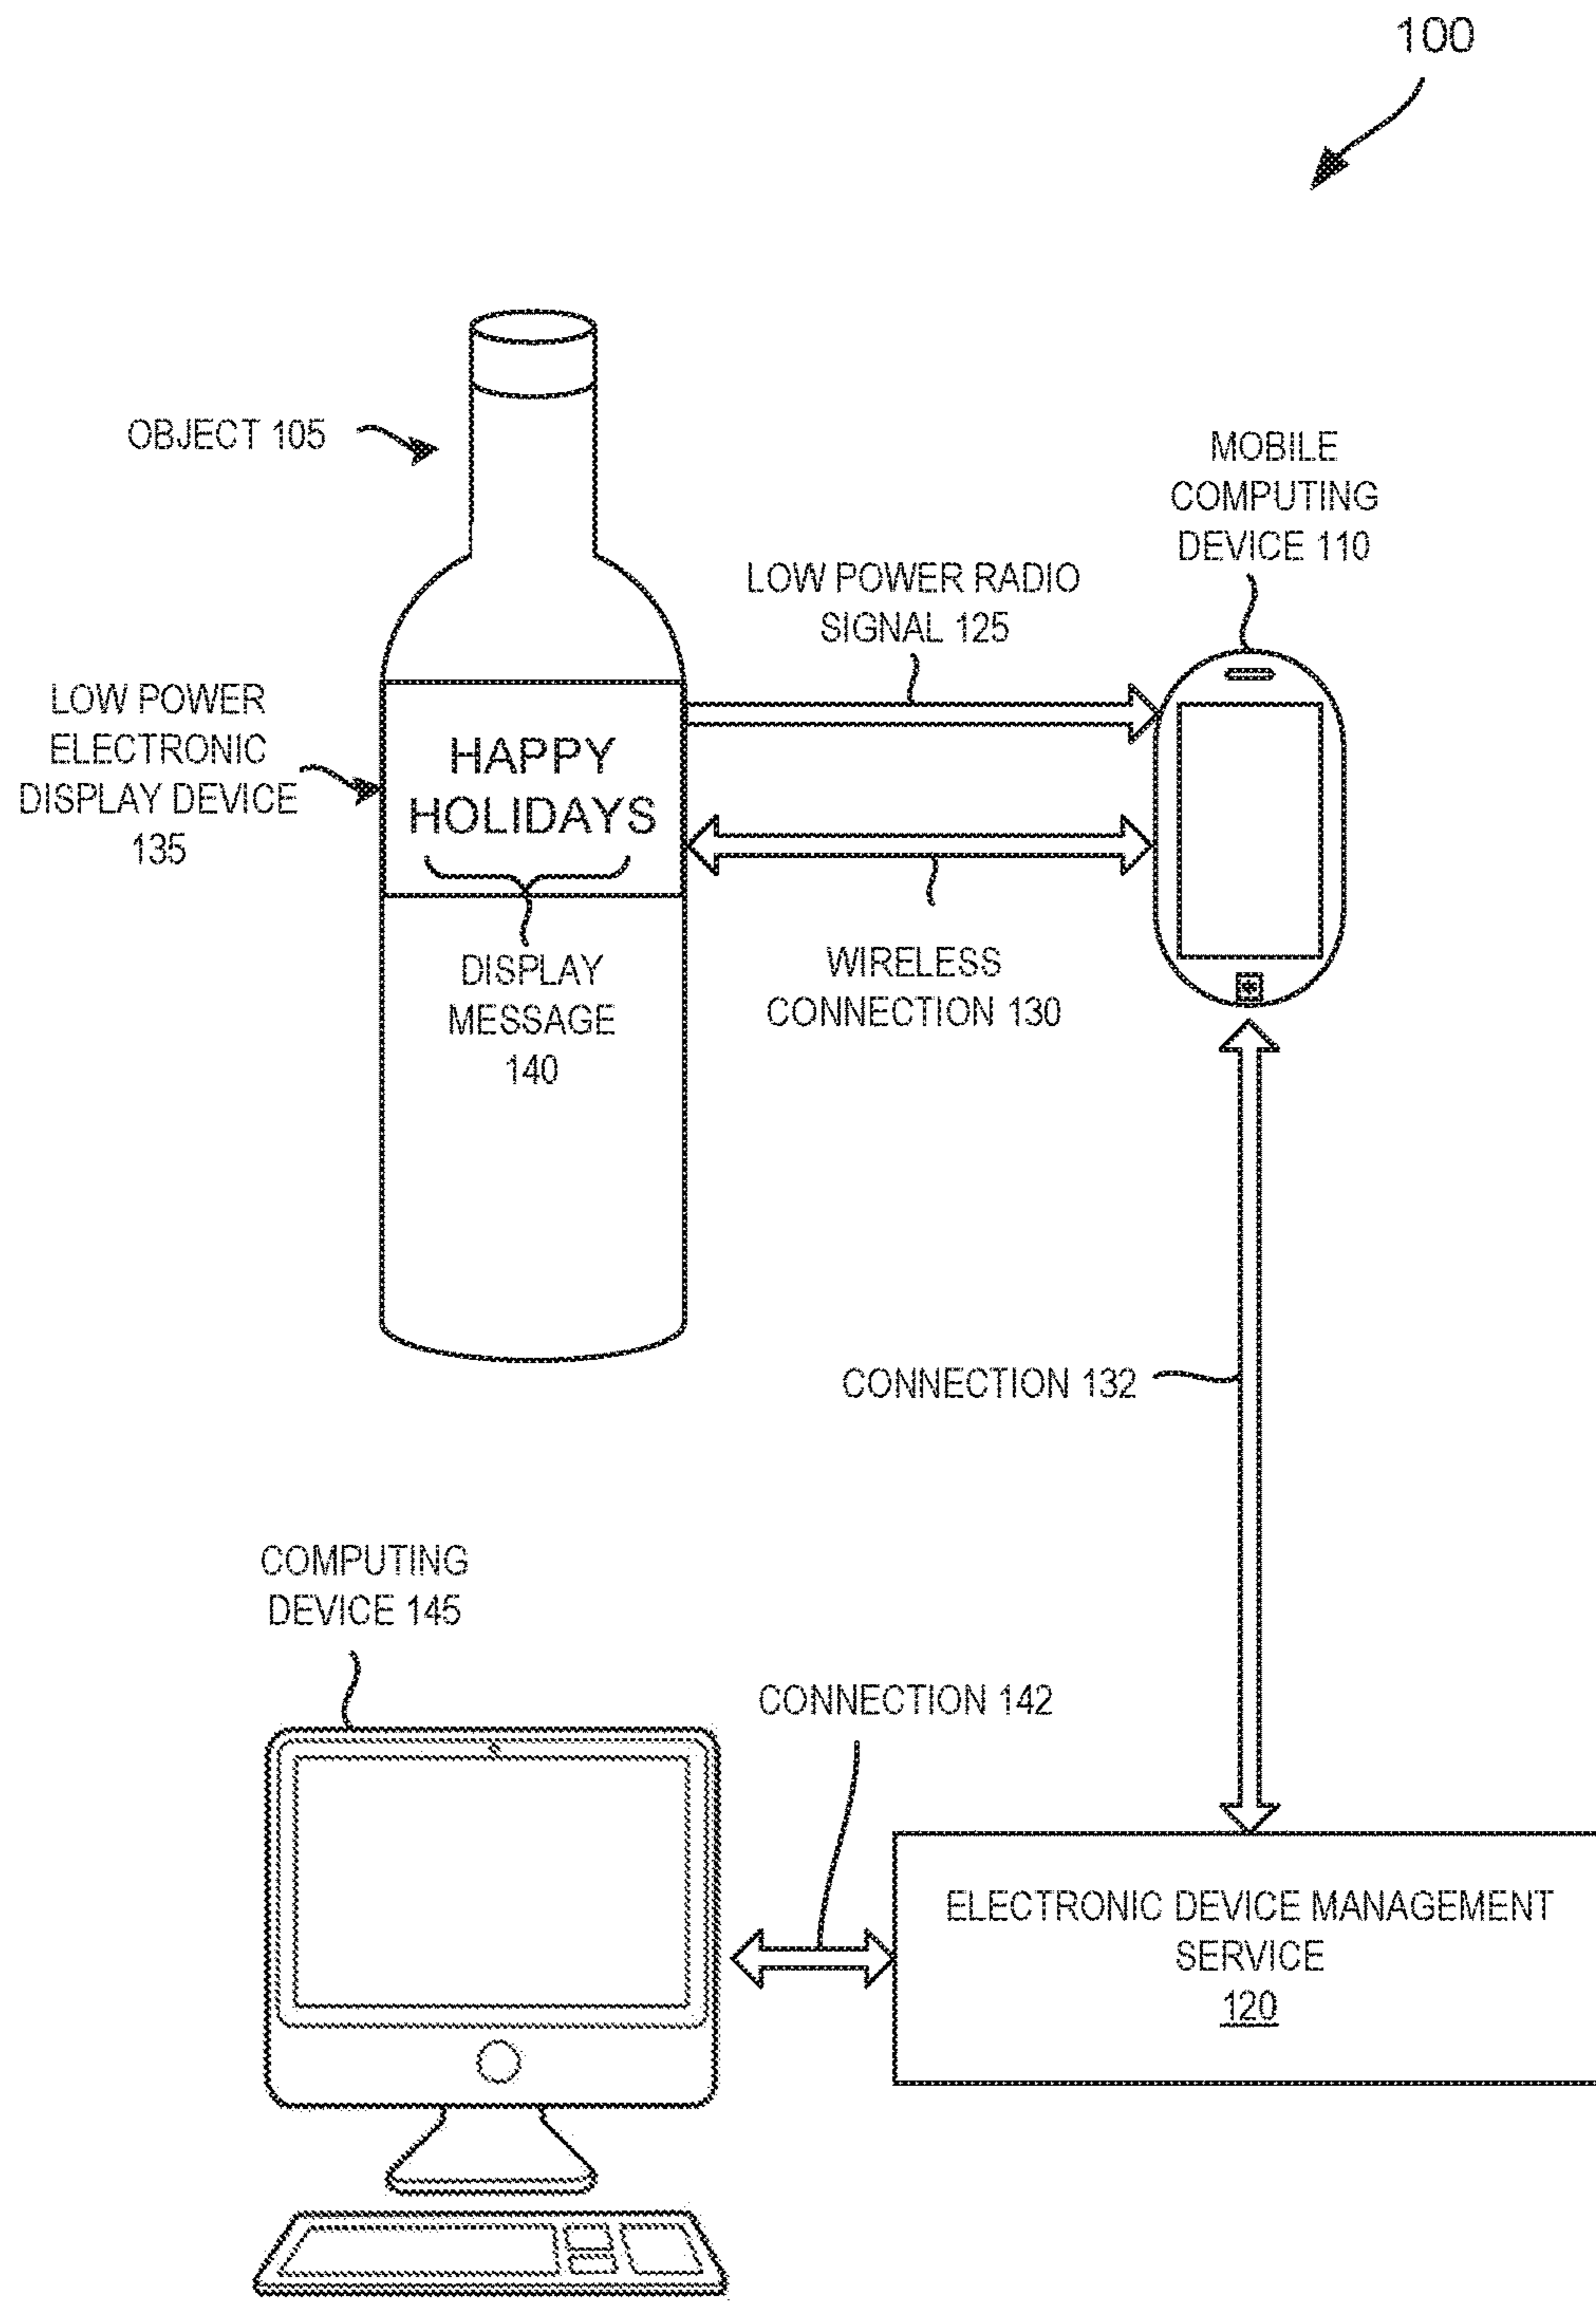 100
OBJECT 105
MOBILE
COMPUTING
DEVICE 110
LOW POWER RADIO
SIGNAL 125
LOW POWER
ELECTRONIC
DISPLAY DEVICE
135
HAPPY
HOLIDAYS
DISPLAY
MESSAGE
140
WIRELESS
CONNECTION 130
CONNECTION 132
COMPUTING
DEVICE 145
CONNECTION 142
ELECTRONIC DEVICE MANAGEMENT
SERVICE
120